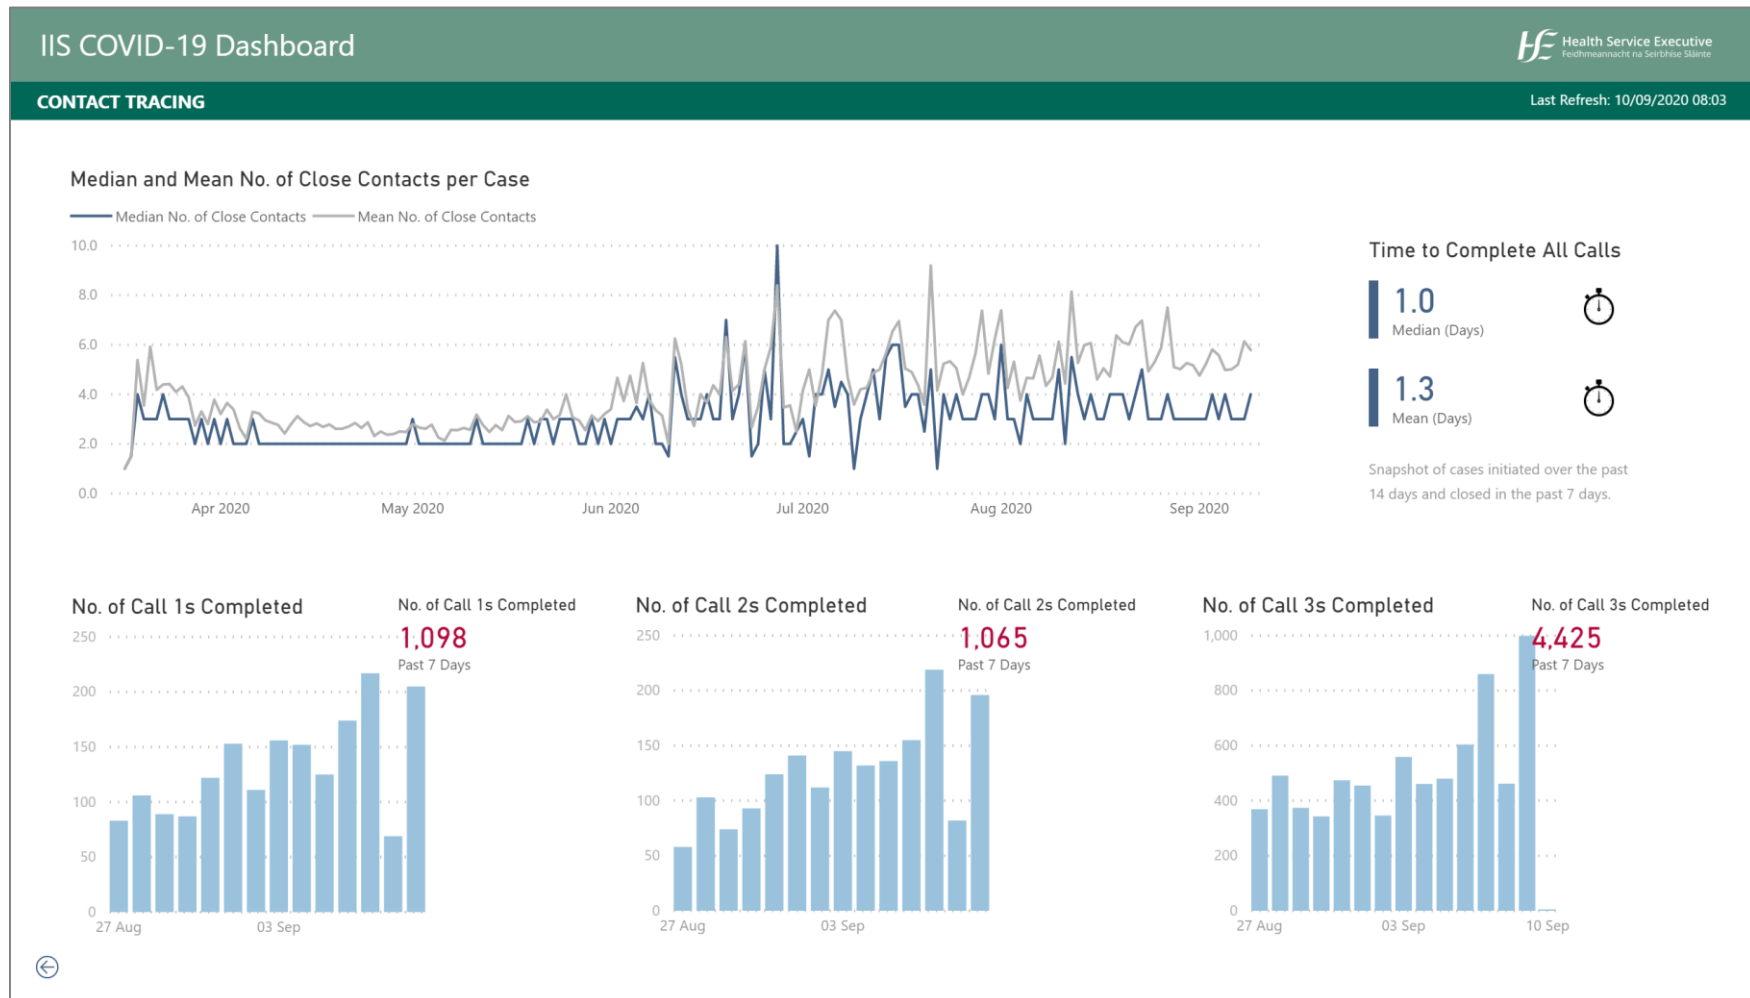 IIS COVID-19 Dashboard
Health Service Executive
Feidhmeannacht na Seirbhíse Sláinte
CONTACT TRACING
Last Refresh: 10/09/2020 08:03
Median and Mean No. of Close Contacts per Case
Median No. of Close Contacts
Mean No. of Close Contacts
10.0
8.0
6.0
4.0
2.0
0.0
Apr 2020
May 2020
Jun 2020
Jul 2020
Aug 2020
Sep 2020
Time to Complete All Calls
1.0
Median (Days)
1.3
Mean (Days)
Snapshot of cases initiated over the past
14 days and closed in the past 7 days.
No. of Call 1s Completed
No. of Call 1s Completed
1,098
Past 7 Days
250
200
150
100
50
0
27 Aug
03 Sep
No. of Call 2s Completed
No. of Call 2s Completed
1,065
Past 7 Days
250
200
150
100
50
0
27 Aug
03 Sep
No. of Call 3s Completed
No. of Call 3s Completed
4,425
Past 7 Days
1,000
800
600
400
200
0
27 Aug
03 Sep
10 Sep